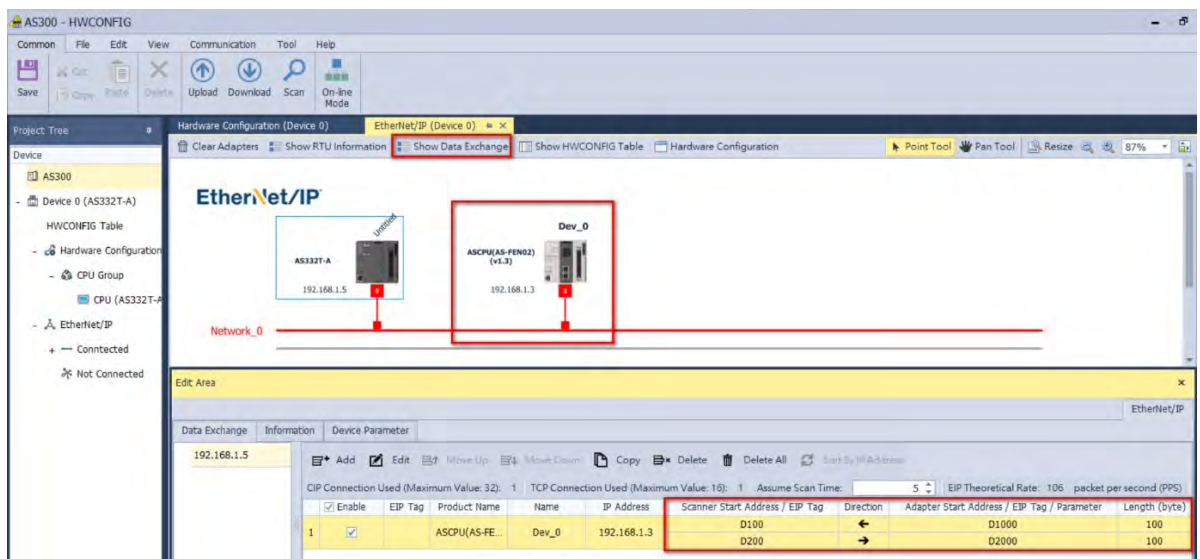 AS300 - HWCONFIG
Common File Edit View Communication Tool Help
Save Cut Copy Paste Delete Upload Download Scan On-line Mode
Project Tree
Hardware Configuration (Device 0) EtherNet/IP (Device 0)
Clear Adapters Show RTU Information Show Data Exchange Show HWCONFIG Table Hardware Configuration Point Tool Pan Tool Resize 87%
Device
AS300
Device 0 (AS332T-A)
HWCONFIG Table
Hardware Configuration
CPU Group
CPU (AS332T-A
EtherNet/IP
Conntected
Not Connected
EtherNet/IP
Untitled
AS332T-A
192.168.1.5
Dev_0
ASCPU(AS-FEN02)
(v1.3)
192.168.1.3
Network_0
Edit Area
EtherNet/IP
Data Exchange Information Device Parameter
192.168.1.5
Add Edit Move Up Move Down Copy Delete Delete All Sort By IP Address
CIP Connection Used (Maximum Value: 32): 1 TCP Connection Used (Maximum Value: 16): 1 Assume Scan Time: 5 EIP Theoretical Rate: 106 packet per second (PPS)
Enable EIP Tag Product Name Name IP Address Scanner Start Address / EIP Tag Direction Adapter Start Address / EIP Tag / Parameter Length (byte)
1 ASCPU(AS-FE... Dev_0 192.168.1.3
D100 ← D1000 100
D200 → D2000 100